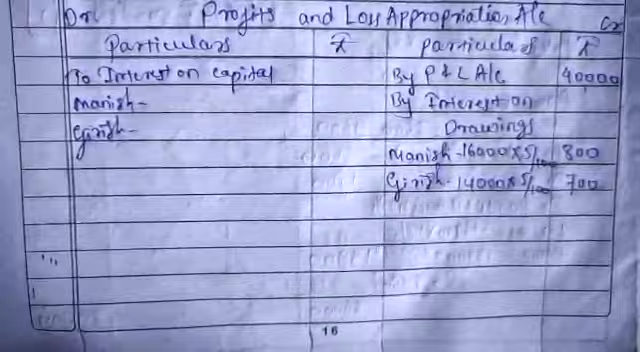 Dr. Profits and Loss Appropriation A/c Cr
Particulars ₹ Particulars ₹
To Interest on capital By P & L A/c 40000
Manish- By Interest on
Girish- Drawings
Manish-16000×5/100 800
Girish-14000×5/100 700
16